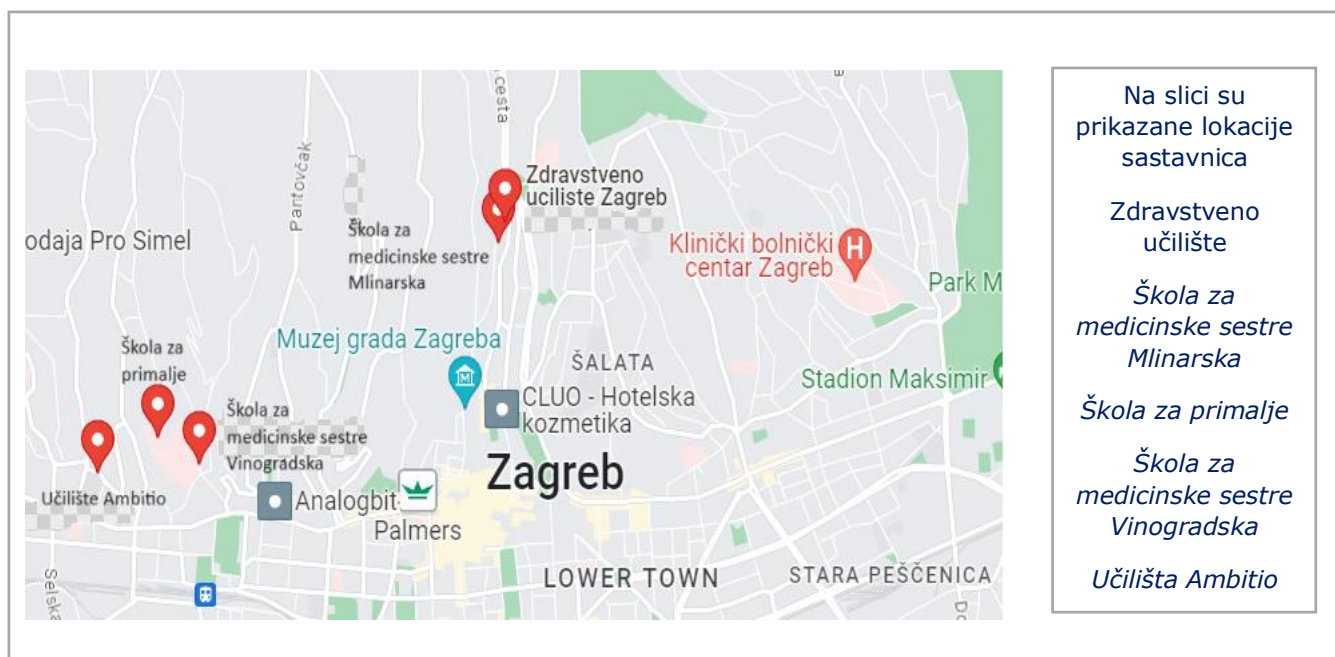 cesta
Pantovčak
Zdravstveno
uciliste Zagreb
Škola za
medicinske sestre
Mlinarska
odaja Pro Simel
Klinički bolnički
centar Zagreb
H
Park M
Muzej grada Zagreba
M
ŠALATA
Stadion Maksimir
Škola za
primalje
CLUO - Hotelska
kozmetika
Škola za
medicinske sestre
Vinogradska
Zagreb
Učilište Ambitio
Analogbit
Palmers
LOWER TOWN
STARA PEŠČENICA
Selska
Do
Na slici su
prikazane lokacije
sastavnica
Zdravstveno
učilište
Škola za
medicinske sestre
Mlinarska
Škola za primalje
Škola za
medicinske sestre
Vinogradska
Učilišta Ambitio